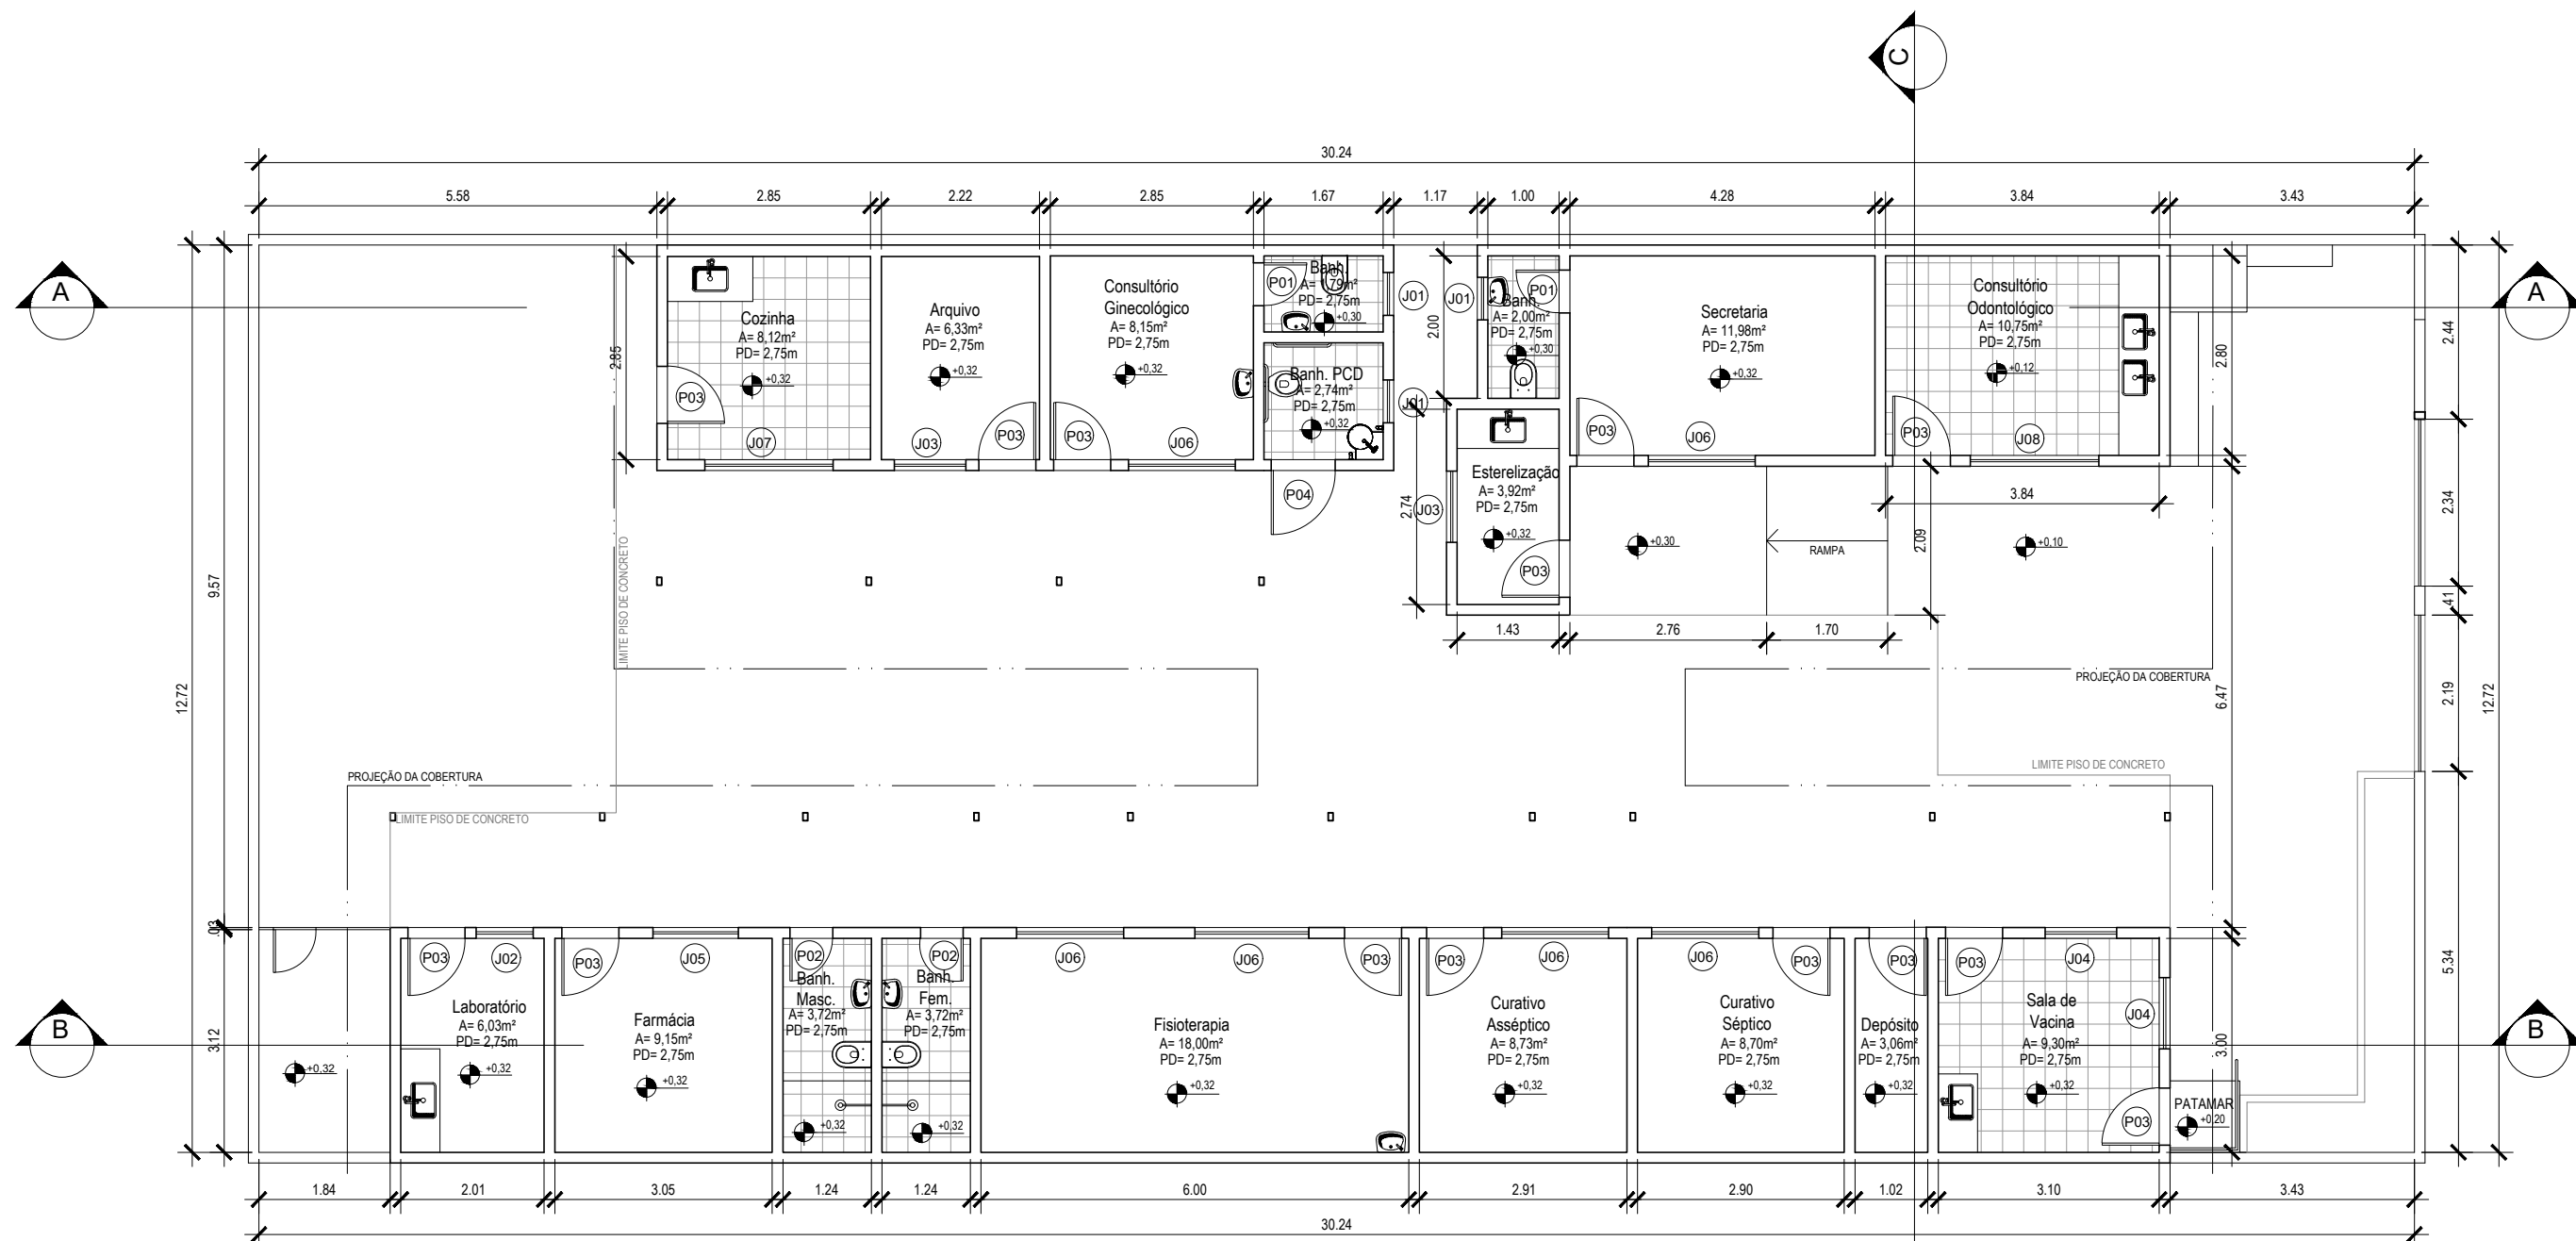 C
30.24
5.58
2.85
2.22
2.85
1.67
1.17
1.00
4.28
3.84
3.43
A
A
Cozinha
A= 8,12m²
PD= 2,75m
+0,32
P03
J07
2.85
Arquivo
A= 6,33m²
PD= 2,75m
+0,32
J03
P03
Consultório
Ginecológico
A= 8,15m²
PD= 2,75m
+0,32
P03
J06
Banh.
A= 1,79m²
PD= 2,75m
+0,30
P01
J01
Banh. PCD
A= 2,74m²
PD= 2,75m
+0,32
J01
P04
J01
2.00
P01
Banh.
A= 2,00m²
PD= 2,75m
+0,30
Esterelização
A= 3,92m²
PD= 2,75m
+0,32
J03
2.74
P03
Secretaria
A= 11,98m²
PD= 2,75m
+0,32
P03
J06
Consultório
Odontológico
A= 10,75m²
PD= 2,75m
+0,12
P03
J08
2.80
2.44
3.84
+0,30
RAMPA
2.09
+0,10
2.34
.41
1.43
2.76
1.70
LIMITE PISO DE CONCRETO
9.57
12.72
PROJEÇÃO DA COBERTURA
6.47
2.19
12.72
PROJEÇÃO DA COBERTURA
LIMITE PISO DE CONCRETO
LIMITE PISO DE CONCRETO
.03
3.12
5.34
3.00
B
B
+0,32
P03
J02
Laboratório
A= 6,03m²
PD= 2,75m
+0,32
P03
J05
Farmácia
A= 9,15m²
PD= 2,75m
+0,32
P02
Banh.
Masc.
A= 3,72m²
PD= 2,75m
+0,32
P02
Banh.
Fem.
A= 3,72m²
PD= 2,75m
+0,32
J06
J06
P03
Fisioterapia
A= 18,00m²
PD= 2,75m
+0,32
P03
J06
Curativo
Asséptico
A= 8,73m²
PD= 2,75m
+0,32
J06
P03
Curativo
Séptico
A= 8,70m²
PD= 2,75m
+0,32
P03
Depósito
A= 3,06m²
PD= 2,75m
+0,32
P03
J04
Sala de
Vacina
A= 9,30m²
PD= 2,75m
+0,32
J04
P03
PATAMAR
+0,20
1.84
2.01
3.05
1.24
1.24
6.00
2.91
2.90
1.02
3.10
3.43
30.24